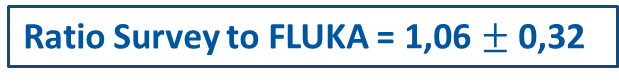 Ratio Survey to FLUKA = 1,06 ± 0,32